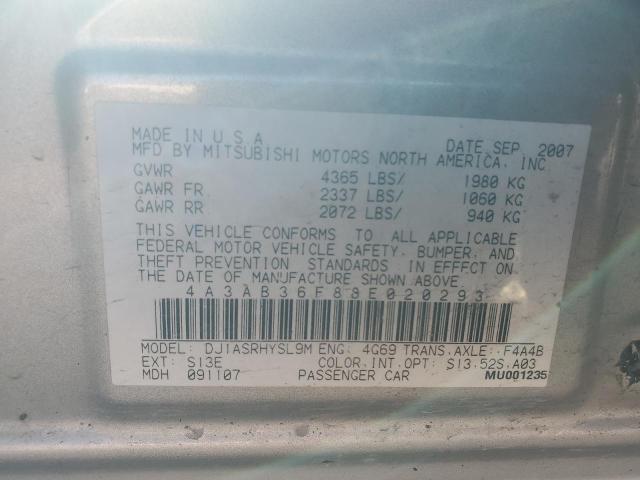 MADE IN U.S.A DATE SEP. 2007
MFD BY MITSUBISHI MOTORS NORTH AMERICA, INC
GVWR 4365 LBS/ 1980 KG
GAWR FR. 2337 LBS/ 1060 KG
GAWR RR 2072 LBS/ 940 KG
THIS VEHICLE CONFORMS TO ALL APPLICABLE
FEDERAL MOTOR VEHICLE SAFETY, BUMPER, AND
THEFT PREVENTION STANDARDS IN EFFECT ON
THE DATE OF MANUFACTURE SHOWN ABOVE.
4A3AB36F88E020293
MODEL: DJ1ASRHYSL9M ENG: 4G69 TRANS.AXLE: F4A4B
EXT: S13E COLOR.INT.OPT: S13.52S.A03
MDH 091107 PASSENGER CAR MU001235